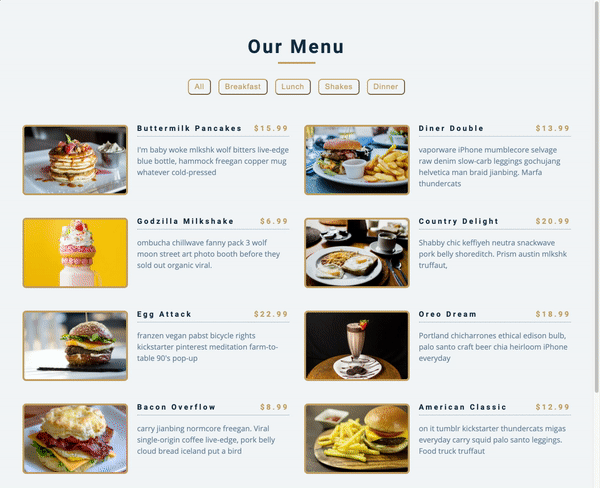 Our Menu
All Breakfast Lunch Shakes Dinner
Buttermilk Pancakes $15.99
I'm baby woke mlkshk wolf bitters live-edge
blue bottle, hammock freegan copper mug
whatever cold-pressed
Diner Double $13.99
vaporware iPhone mumblecore selvage
raw denim slow-carb leggings gochujang
helvetica man braid jianbing. Marfa
thundercats
Godzilla Milkshake $6.99
ombucha chillwave fanny pack 3 wolf
moon street art photo booth before they
sold out organic viral.
Country Delight $20.99
Shabby chic keffiyeh neutra snackwave
pork belly shoreditch. Prism austin mlkshk
truffaut,
Egg Attack $22.99
franzen vegan pabst bicycle rights
kickstarter pinterest meditation farm-to-
table 90's pop-up
Oreo Dream $18.99
Portland chicharrones ethical edison bulb,
palo santo craft beer chia heirloom iPhone
everyday
Bacon Overflow $8.99
carry jianbing normcore freegan. Viral
single-origin coffee live-edge, pork belly
cloud bread iceland put a bird
American Classic $12.99
on it tumblr kickstarter thundercats migas
everyday carry squid palo santo leggings.
Food truck truffaut